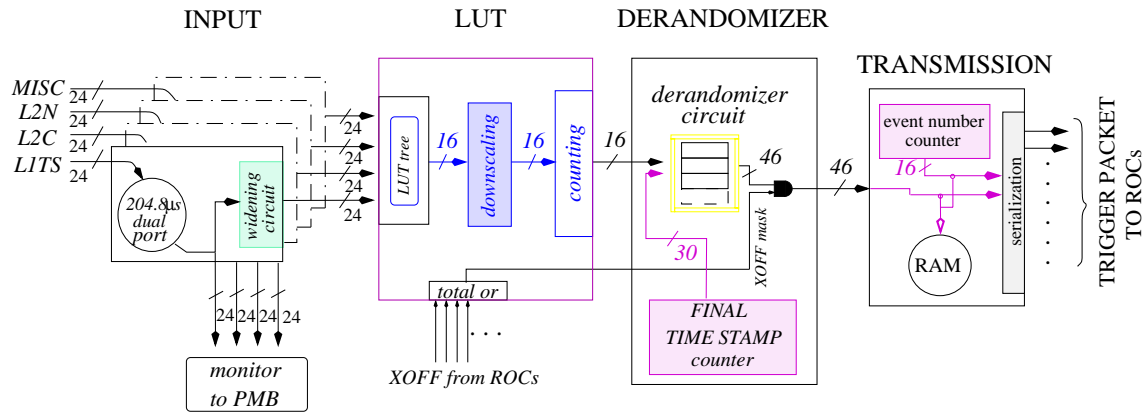 INPUT
LUT
DERANDOMIZER
TRANSMISSION
MISC
24
L2N
24
L2C
24
L1TS
24
204.8μs
dual
port
widening
circuit
24
24
24
24
24
24
24
24
monitor
to PMB
LUT tree
16
downscaling
16
counting
16
total or
XOFF from ROCs
. . .
derandomizer
circuit
46
XOFF mask
30
FINAL
TIME STAMP
counter
46
event number
counter
16
RAM
serialization
TRIGGER PACKET
TO ROCs